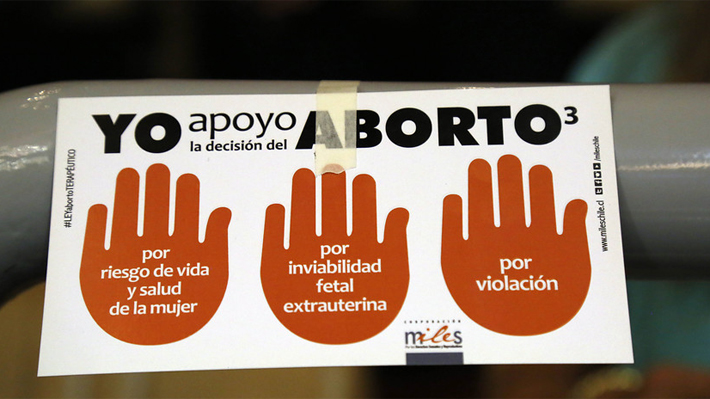 YO apoyo
la decisión del ABORTO³
#LEYabortoTERAPÉUTICO
por
riesgo de vida
y salud
de la mujer
por
inviabilidad
fetal
extrauterina
por
violación
www.mileschile.cl
/mileschile
CORPORACIÓN
miles